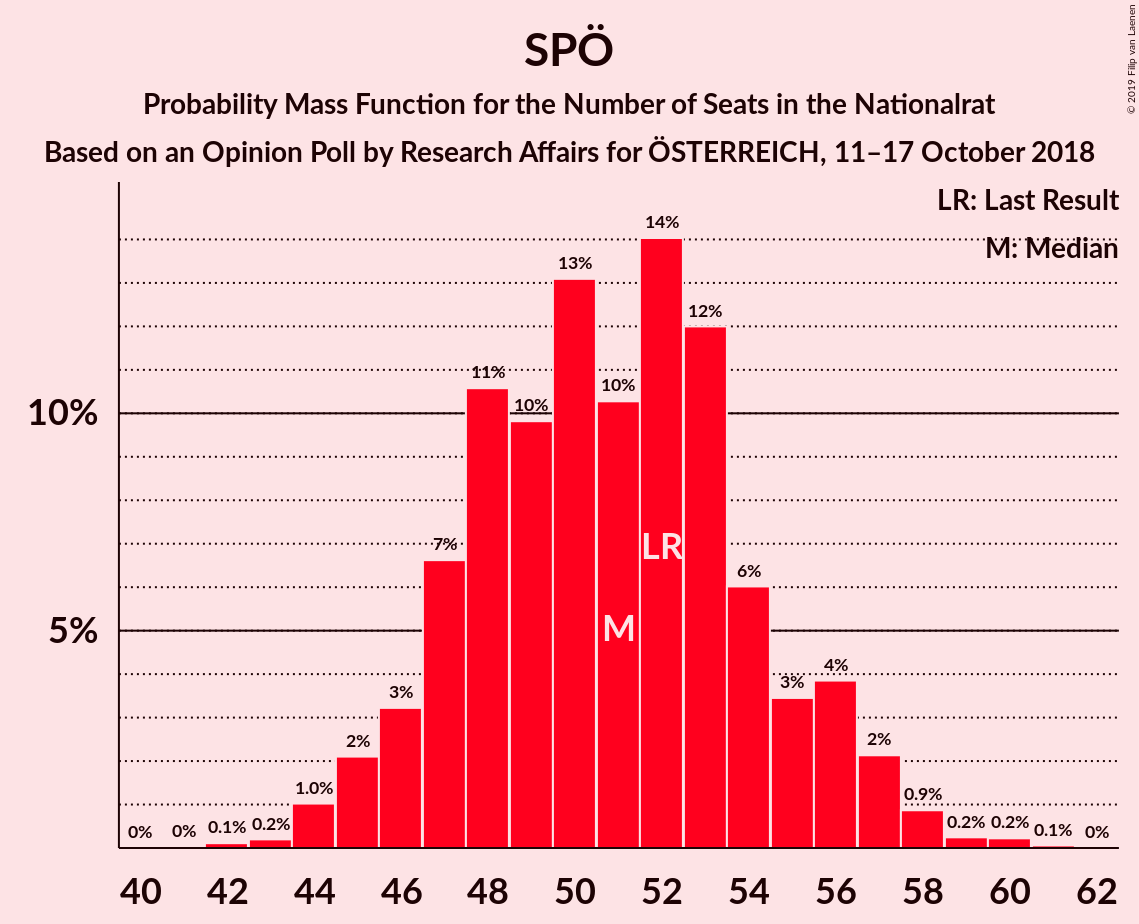 SPÖ
Probability Mass Function for the Number of Seats in the Nationalrat
Based on an Opinion Poll by Research Affairs for ÖSTERREICH, 11–17 October 2018
© 2019 Filip van Laenen
LR: Last Result
M: Median
10%
5%
0%
0%
0.1%
0.2%
1.0%
2%
3%
7%
11%
10%
13%
10%
14%
12%
6%
3%
4%
2%
0.9%
0.2%
0.2%
0.1%
0%
LR
M
40 42 44 46 48 50 52 54 56 58 60 62